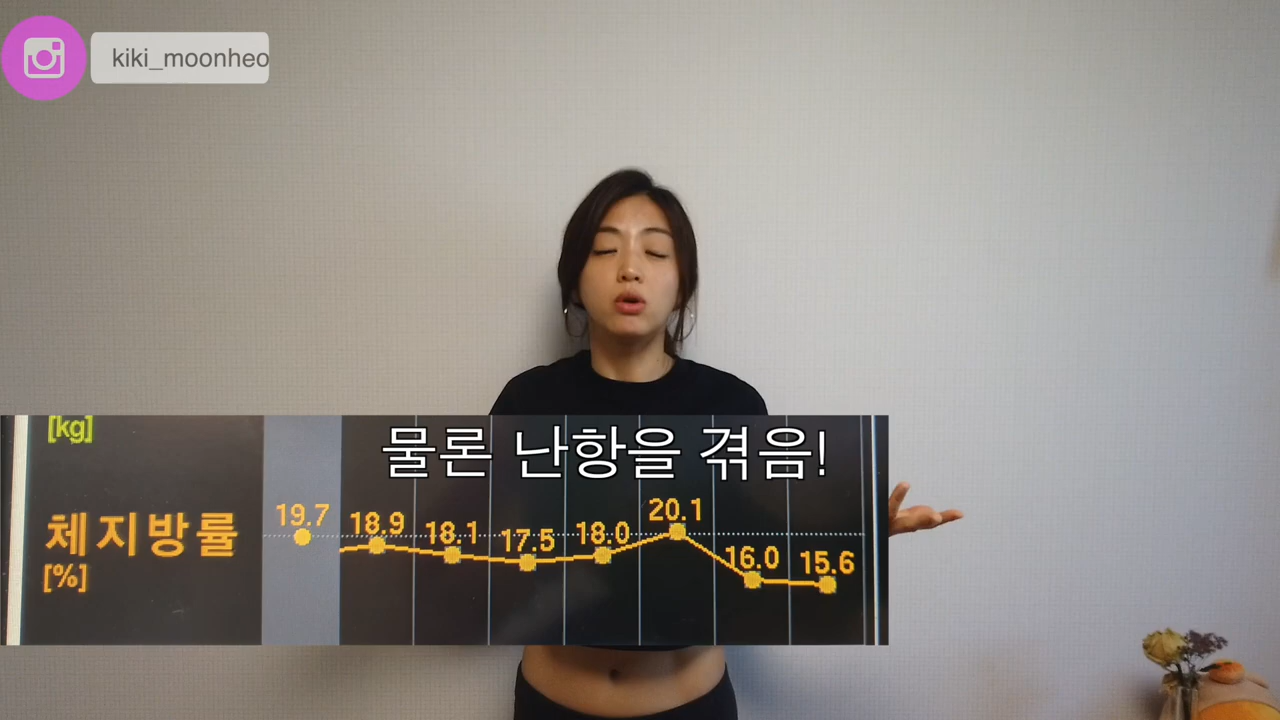 kiki_moonheo
[kg]
물론 난항을 겪음!
체지방률
[%]
19.7 18.9 18.1 17.5 18.0 20.1 16.0 15.6